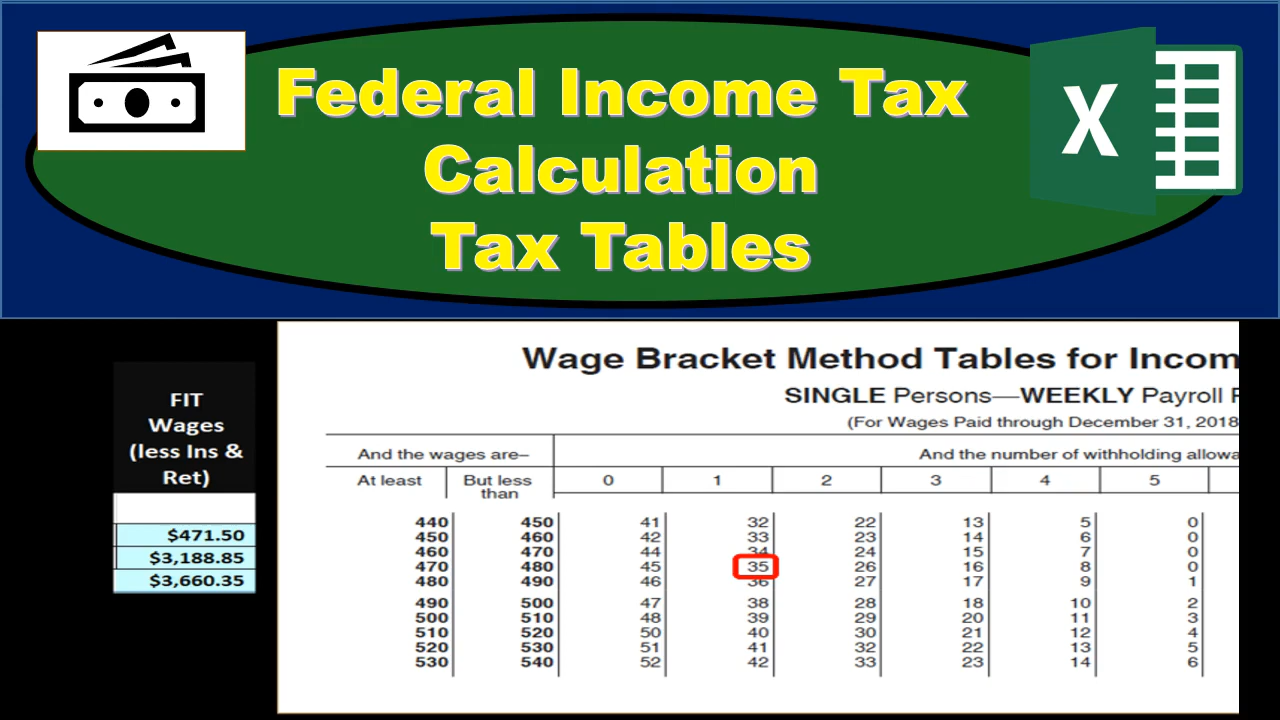 Federal Income Tax
Calculation
Tax Tables
X
FIT
Wages
(less Ins &
Ret)
$471.50
$3,188.85
$3,660.35
Wage Bracket Method Tables for Incom
SINGLE Persons—WEEKLY Payroll P
(For Wages Paid through December 31, 2018
And the wages are– And the number of withholding allowa
At least But less than 0 1 2 3 4 5
440 450 41 32 22 13 5 0
450 460 42 33 23 14 6 0
460 470 44 34 24 15 7 0
470 480 45 35 26 16 8 0
480 490 46 36 27 17 9 1
490 500 47 38 28 18 10 2
500 510 48 39 29 20 11 3
510 520 50 40 30 21 12 4
520 530 51 41 32 22 13 5
530 540 52 42 33 23 14 6